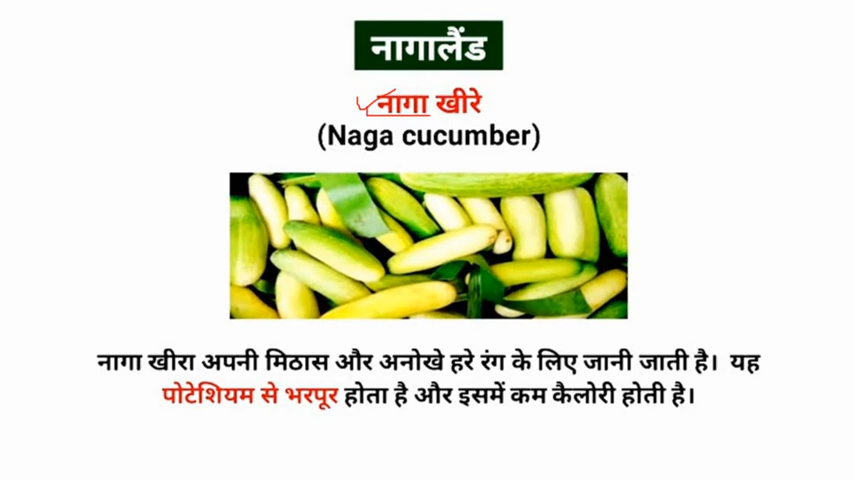 नागालैंड
नागा खीरे
(Naga cucumber)
नागा खीरा अपनी मिठास और अनोखे हरे रंग के लिए जानी जाती है। यह
पोटेशियम से भरपूर होता है और इसमें कम कैलोरी होती है।